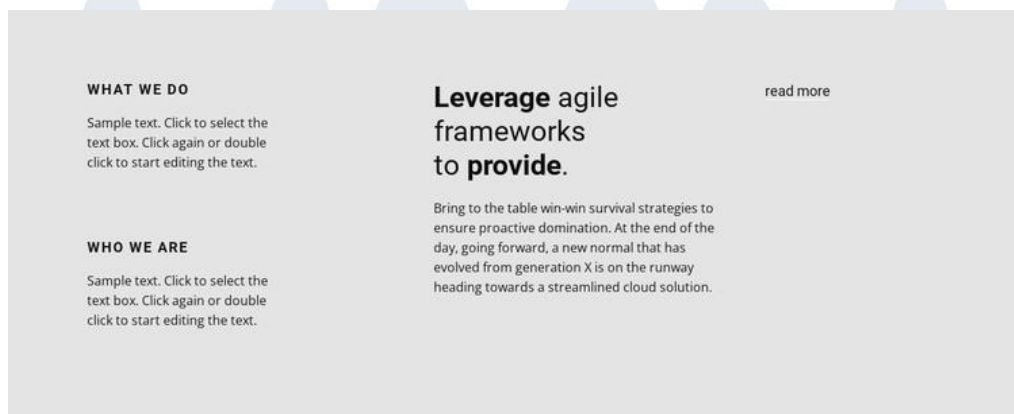 WHAT WE DO
Sample text. Click to select the
text box. Click again or double
click to start editing the text.
WHO WE ARE
Sample text. Click to select the
text box. Click again or double
click to start editing the text.
Leverage agile
frameworks
to provide.
Bring to the table win-win survival strategies to
ensure proactive domination. At the end of the
day, going forward, a new normal that has
evolved from generation X is on the runway
heading towards a streamlined cloud solution.
read more